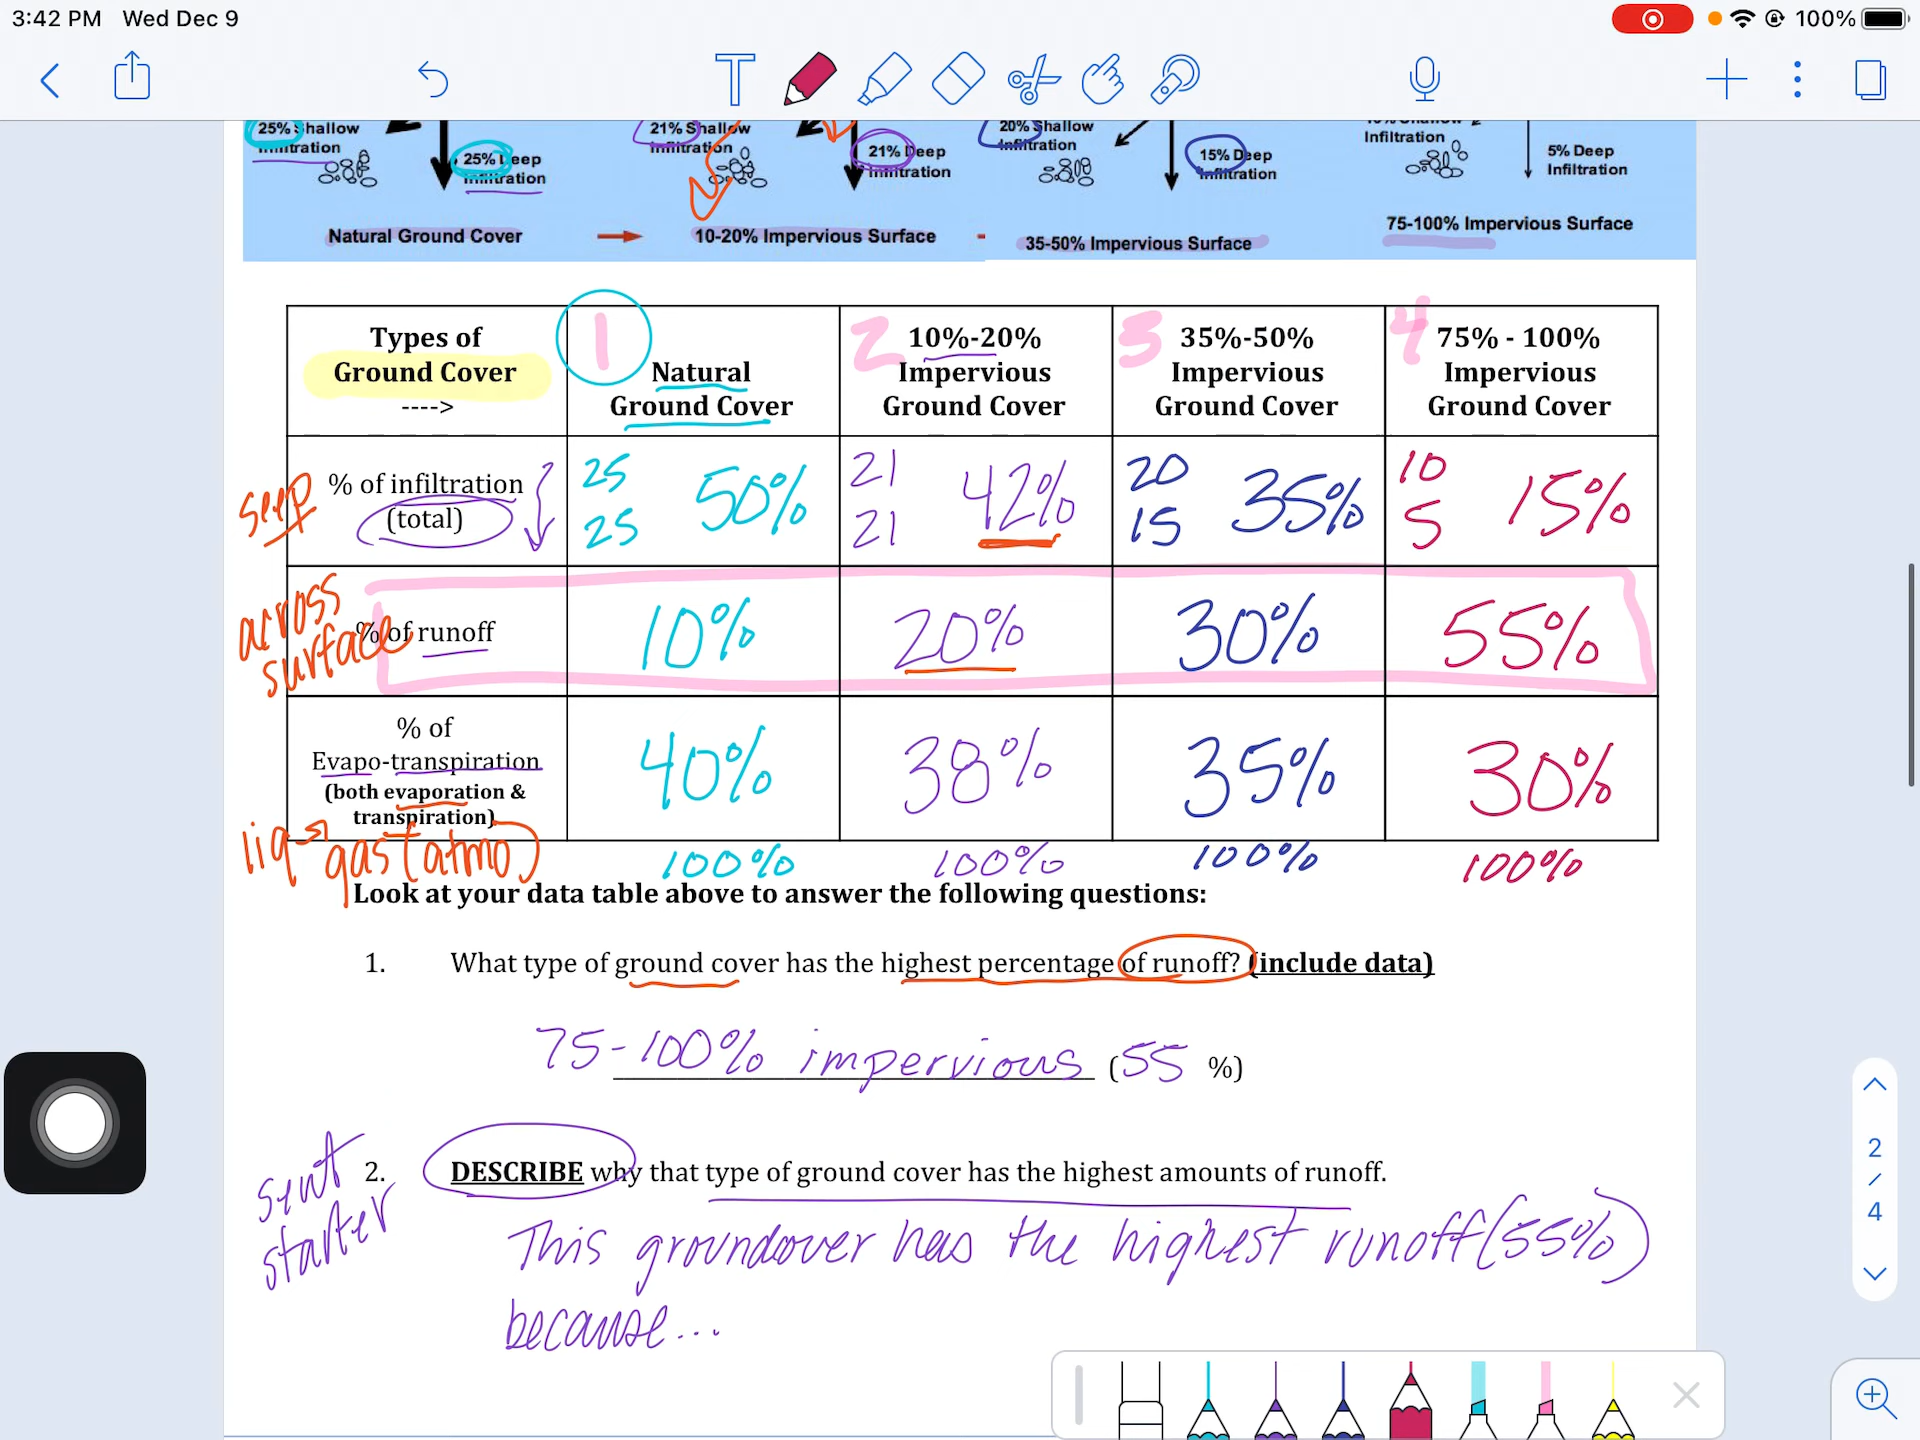 3:42 PM Wed Dec 9
100%
25% Shallow
Infiltration
25% Deep
Infiltration
21% Shallow
Infiltration
21% Deep
Infiltration
20% Shallow
Infiltration
15% Deep
Infiltration
Infiltration
5% Deep
Infiltration
Natural Ground Cover
10-20% Impervious Surface
35-50% Impervious Surface
75-100% Impervious Surface
Types of
Ground Cover
---->
1
Natural
Ground Cover
2
10%-20%
Impervious
Ground Cover
3
35%-50%
Impervious
Ground Cover
4
75% - 100%
Impervious
Ground Cover
seep
% of infiltration
(total)
25
25
50%
21
21
42%
20
15
35%
10
5
15%
across
surface
% of runoff
10%
20%
30%
55%
% of
Evapo-transpiration
(both evaporation &
transpiration)
40%
38%
35%
30%
liq→gas (atmo)
100%
100%
100%
100%
Look at your data table above to answer the following questions:
1. What type of ground cover has the highest percentage of runoff? (include data)
75-100% impervious (55 %)
sent
starter
2. DESCRIBE why that type of ground cover has the highest amounts of runoff.
This groundcover has the highest runoff (55%)
because...
2
/
4